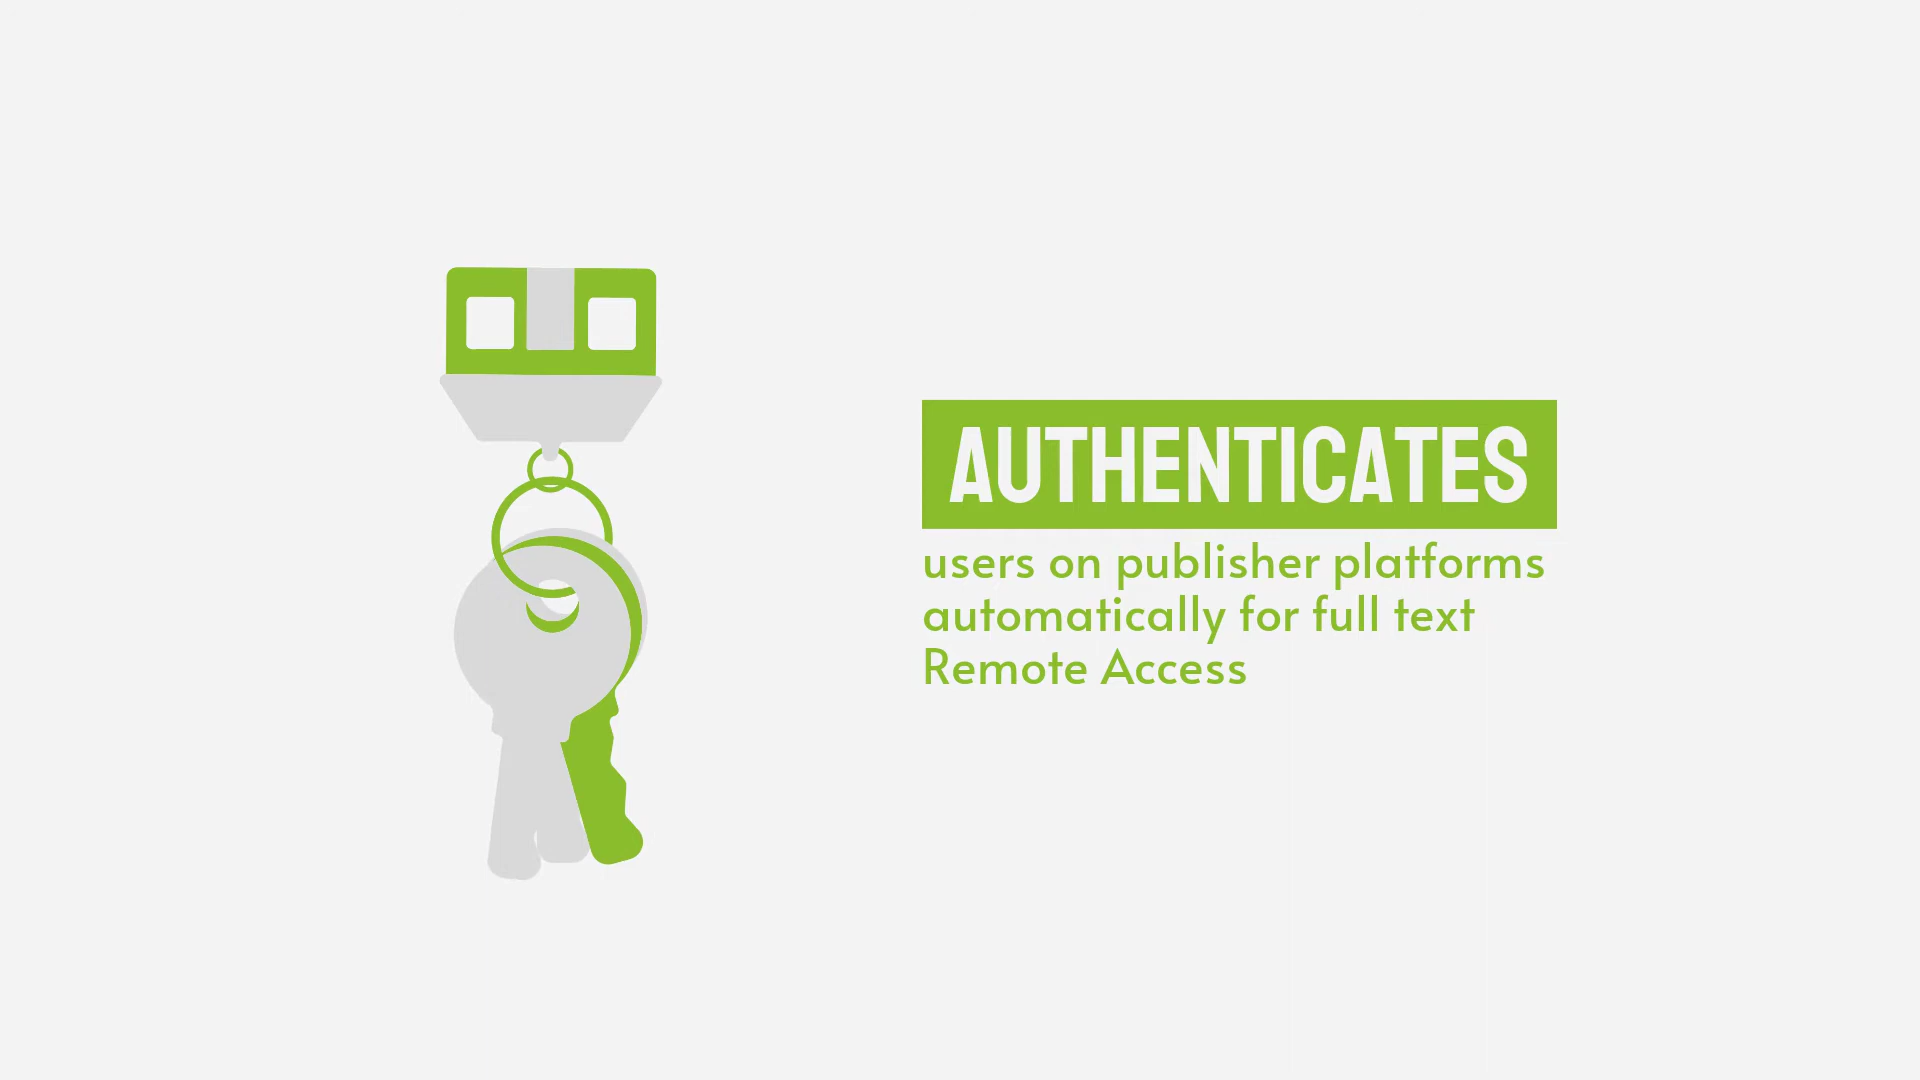 AUTHENTICATES
users on publisher platforms
automatically for full text
Remote Access